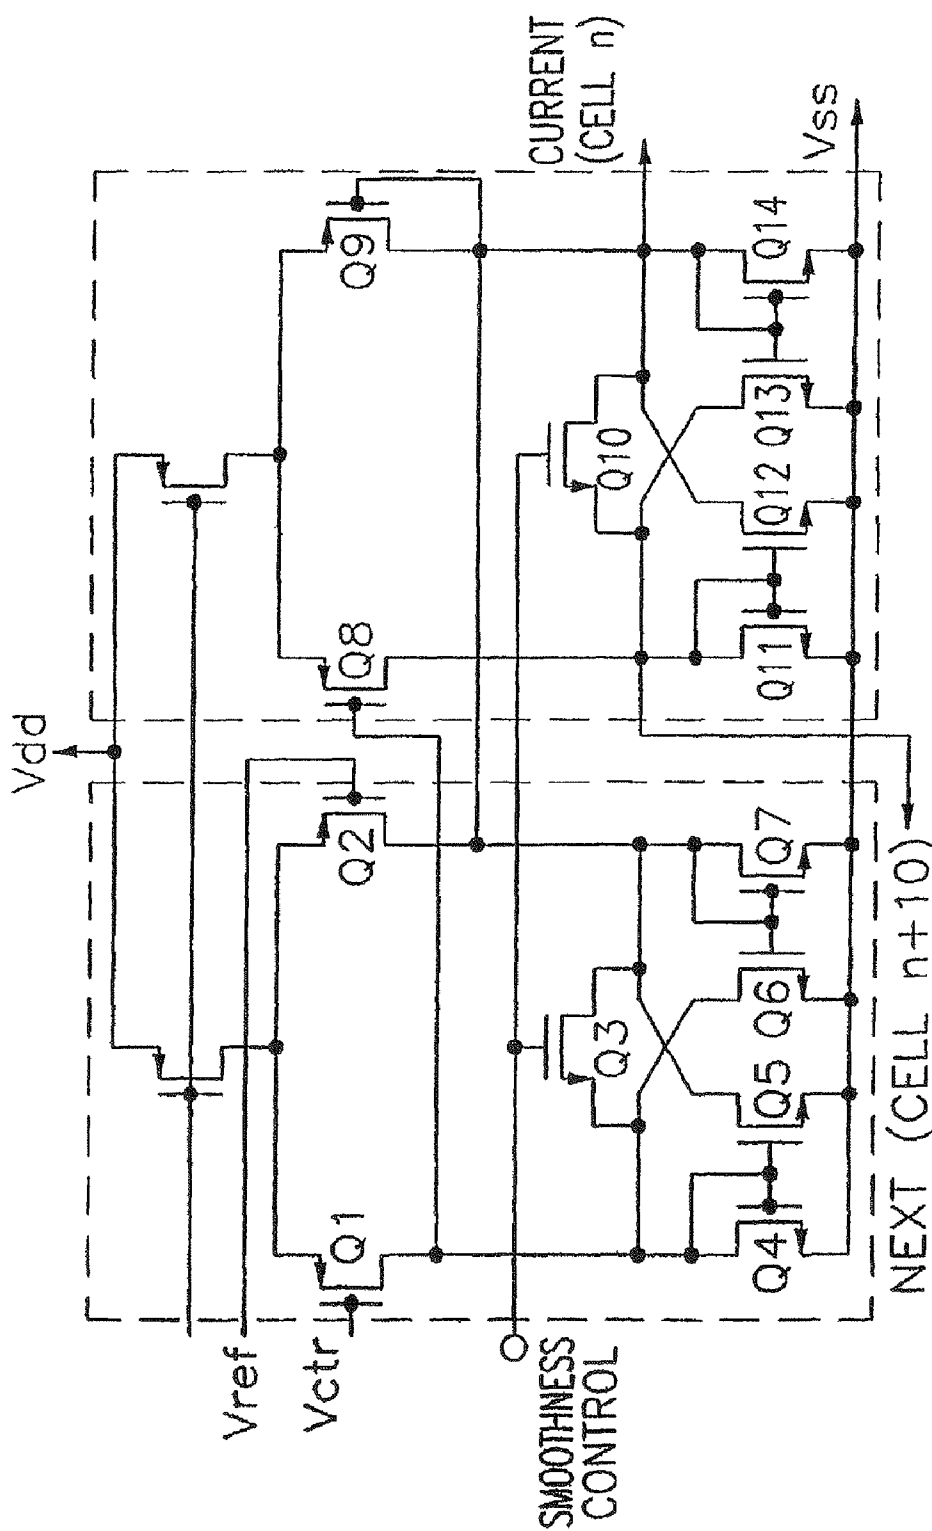 Vdd
Vref
Vctr
Q1
Q2
Q8
Q9
SMOOTHNESS
CONTROL
Q3
Q10
CURRENT
(CELL n)
Q4
Q5
Q6
Q7
Q11
Q12
Q13
Q14
Vss
NEXT (CELL n+10)